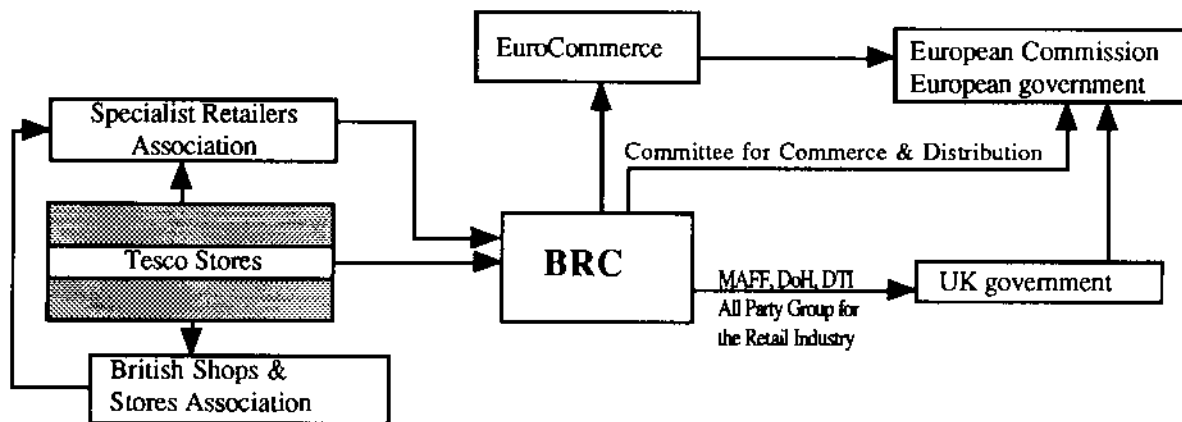 EuroCommerce
European Commission
European government
Specialist Retailers
Association
Committee for Commerce & Distribution
Tesco Stores
BRC
MAFF, DoH, DTI
All Party Group for
the Retail Industry
UK government
British Shops &
Stores Association